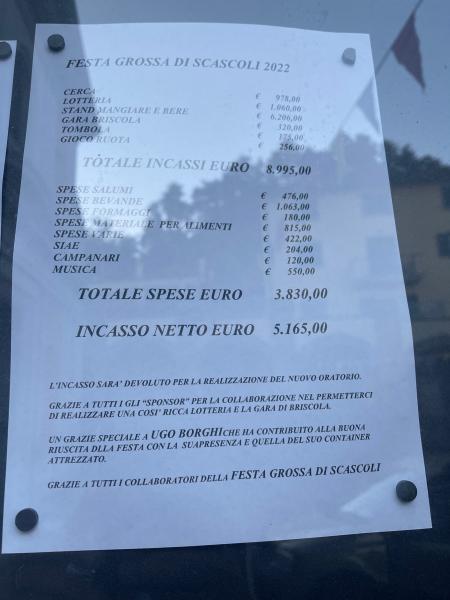 FESTA GROSSA DI SCASCOLI 2022
CERCA € 978,00
LOTTERIA € 1.060,00
STAND MANGIARE E BERE € 6.206,00
GARA BRISCOLA € 320,00
TOMBOLA € 175,00
GIOCO RUOTA € 256,00
TOTALE INCASSI EURO 8.995,00
SPESE SALUMI € 476,00
SPESE BEVANDE € 1.063,00
SPESE FORMAGGI € 180,00
SPESE MATERIALE PER ALIMENTI € 815,00
SPESE VARIE € 422,00
SIAE € 204,00
CAMPANARI € 120,00
MUSICA € 550,00
TOTALE SPESE EURO 3.830,00
INCASSO NETTO EURO 5.165,00
L'INCASSO SARA' DEVOLUTO PER LA REALIZZAZIONE DEL NUOVO ORATORIO.
GRAZIE A TUTTI I GLI "SPONSOR" PER LA COLLABORAZIONE NEL PERMETTERCI
DI REALIZZARE UNA COSI' RICCA LOTTERIA E LA GARA DI BRISCOLA.
UN GRAZIE SPECIALE A UGO BORGHI CHE HA CONTRIBUITO ALLA BUONA
RIUSCITA DLLA FESTA CON LA SUAPRESENZA E QUELLA DEL SUO CONTAINER
ATTREZZATO.
GRAZIE A TUTTI I COLLABORATORI DELLA FESTA GROSSA DI SCASCOLI